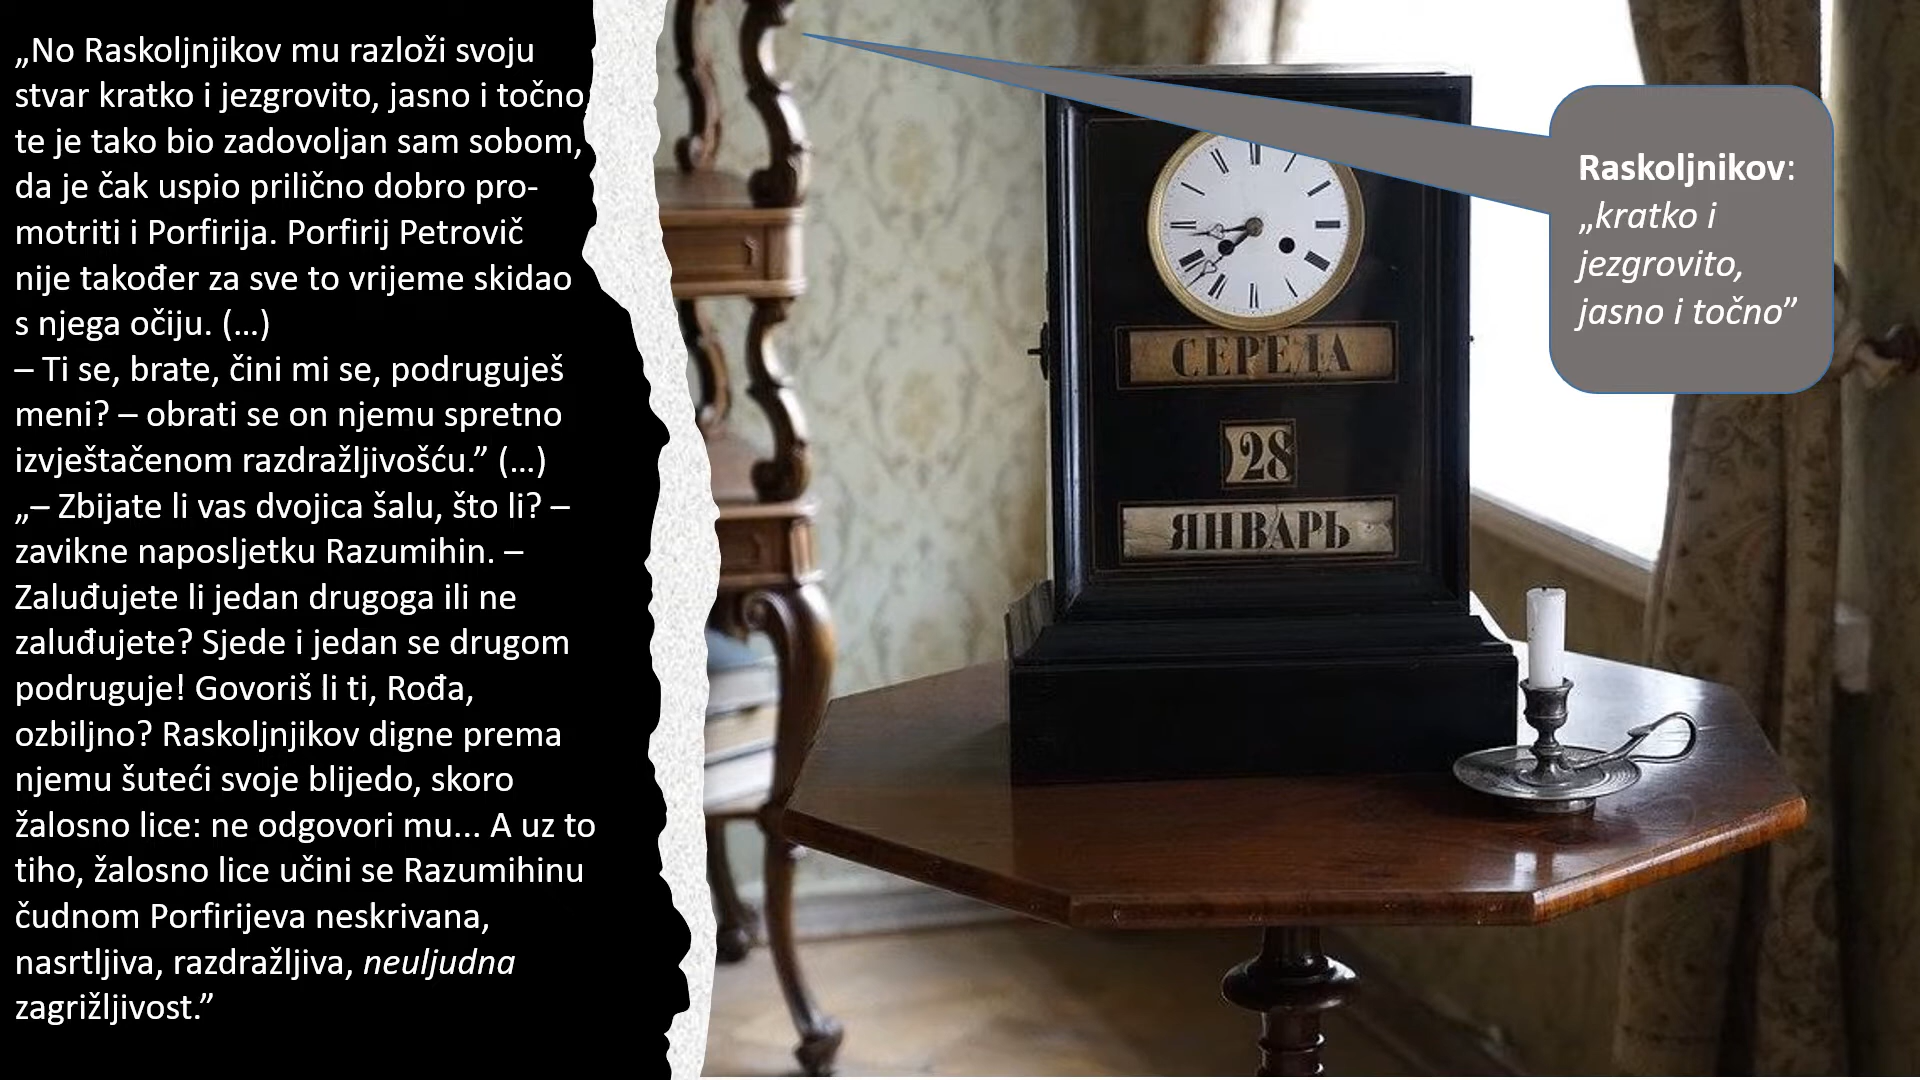 „No Raskoljnjikov mu razloži svoju
stvar kratko i jezgrovito, jasno i točno,
te je tako bio zadovoljan sam sobom,
da je čak uspio prilično dobro pro-
motriti i Porfirija. Porfirij Petrovič
nije također za sve to vrijeme skidao
s njega očiju. (…)
– Ti se, brate, čini mi se, podruguješ
meni? – obrati se on njemu spretno
izvještačenom razdražljivošću.” (…)
„– Zbijate li vas dvojica šalu, što li? –
zavikne naposljetku Razumihin. –
Zaluđujete li jedan drugoga ili ne
zaluđujete? Sjede i jedan se drugom
podruguje! Govoriš li ti, Rođa,
ozbiljno? Raskoljnjikov digne prema
njemu šuteći svoje blijedo, skoro
žalosno lice: ne odgovori mu... A uz to
tiho, žalosno lice učini se Razumihinu
čudnom Porfirijeva neskrivana,
nasrtljiva, razdražljiva, neuljudna
zagrižljivost.”
Raskoljnikov:
„kratko i
jezgrovito,
jasno i točno”
СЕРЕДА
28
ЯНВАРЬ